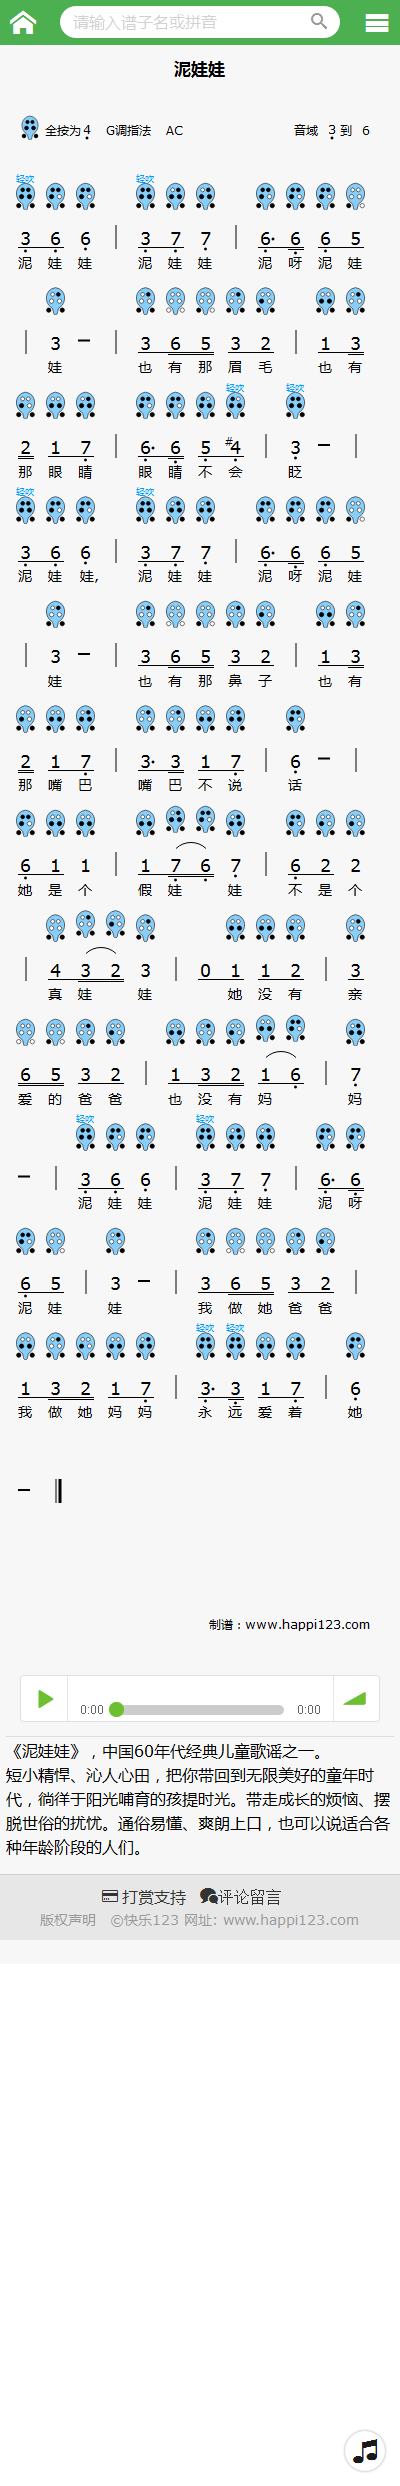 请输入谱子名或拼音
泥娃娃
全按为 4̣ G调指法 AC 音域 3̣ 到 6
轻吹 轻吹
3̣ 6̣ 6̣ | 3̣ 7̣ 7̣ | 6̣· 6̣ 6̣ 5
泥 娃 娃 泥 娃 娃 泥 呀 泥 娃
| 3 - | 3 6 5 3 2 | 1 3
娃 也 有 那 眉 毛 也 有
轻吹 轻吹
2 1 7̣ | 6̣· 6̣ 5̣ #4̣ | 3̣ - |
那 眼 睛 眼 睛 不 会 眨
轻吹 轻吹
3̣ 6̣ 6̣ | 3̣ 7̣ 7̣ | 6̣· 6̣ 6̣ 5
泥 娃 娃, 泥 娃 娃 泥 呀 泥 娃
| 3 - | 3 6 5 3 2 | 1 3
娃 也 有 那 鼻 子 也 有
2 1 7̣ | 3· 3 1 7̣ | 6̣ - |
那 嘴 巴 嘴 巴 不 说 话
6̣ 1 1 | 1 7̣ 6̣ 7̣ | 6̣ 2 2
她 是 个 假 娃 娃 不 是 个
| 4 3 2 3 | 0 1 1 2 | 3
真 娃 娃 她 没 有 亲
6 5 3 2 | 1 3 2 1 6̣ | 7̣
爱 的 爸 爸 也 没 有 妈 妈
轻吹 轻吹
- | 3̣ 6̣ 6̣ | 3̣ 7̣ 7̣ | 6̣· 6̣
泥 娃 娃 泥 娃 娃 泥 呀
6̣ 5 | 3 - | 3 6 5 3 2 |
泥 娃 娃 我 做 她 爸 爸
轻吹 轻吹
1 3 2 1 7̣ | 3̣· 3̣ 1 7̣ | 6̣
我 做 她 妈 妈 永 远 爱 着 她
- ‖
制谱：www.happi123.com
0:00 0:00
《泥娃娃》，中国60年代经典儿童歌谣之一。
短小精悍、沁人心田，把你带回到无限美好的童年时
代，徜徉于阳光哺育的孩提时光。带走成长的烦恼、摆
脱世俗的扰忧。通俗易懂、爽朗上口，也可以说适合各
种年龄阶段的人们。
打赏支持 评论留言
版权声明 ©快乐123 网址: www.happi123.com